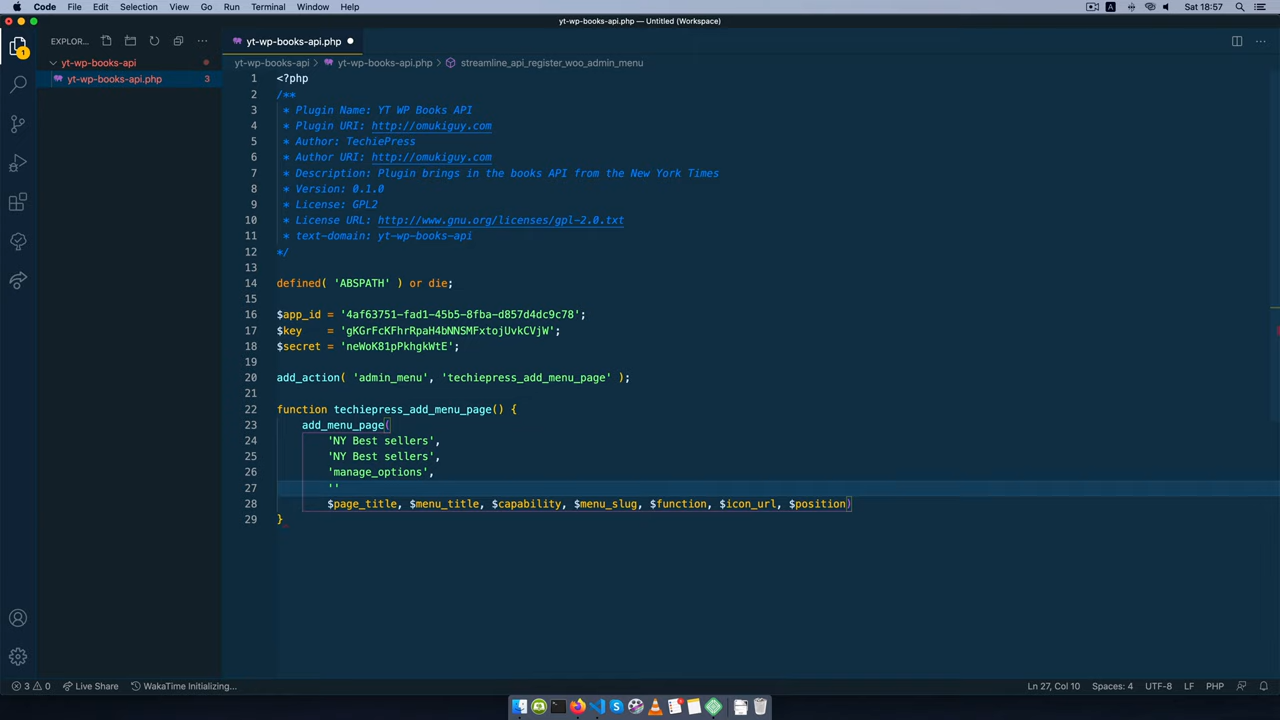 Code File Edit Selection View Go Run Terminal Window Help Sat 18:57
yt-wp-books-api.php — Untitled (Workspace)
EXPLOR... yt-wp-books-api.php
yt-wp-books-api yt-wp-books-api yt-wp-books-api.php streamline_api_register_woo_admin_menu
yt-wp-books-api.php 3
1 <?php
2 /**
3 * Plugin Name: YT WP Books API
4 * Plugin URI: http://omukiguy.com
5 * Author: TechiePress
6 * Author URI: http://omukiguy.com
7 * Description: Plugin brings in the books API from the New York Times
8 * Version: 0.1.0
9 * License: GPL2
10 * License URL: http://www.gnu.org/licenses/gpl-2.0.txt
11 * text-domain: yt-wp-books-api
12 */
13
14 defined( 'ABSPATH' ) or die;
15
16 $app_id = '4af63751-fad1-45b5-8fba-d857d4dc9c78';
17 $key    = 'gKGrFcKFhrRpaH4bNNSMFxtojUvkCVjW';
18 $secret = 'neWoK81pPkhgkWtE';
19
20 add_action( 'admin_menu', 'techiepress_add_menu_page' );
21
22 function techiepress_add_menu_page() {
23 add_menu_page(
24 'NY Best sellers',
25 'NY Best sellers',
26 'manage_options',
27 ''
28 $page_title, $menu_title, $capability, $menu_slug, $function, $icon_url, $position)
29 }
1
3 0 Live Share WakaTime Initializing... Ln 27, Col 10 Spaces: 4 UTF-8 LF PHP